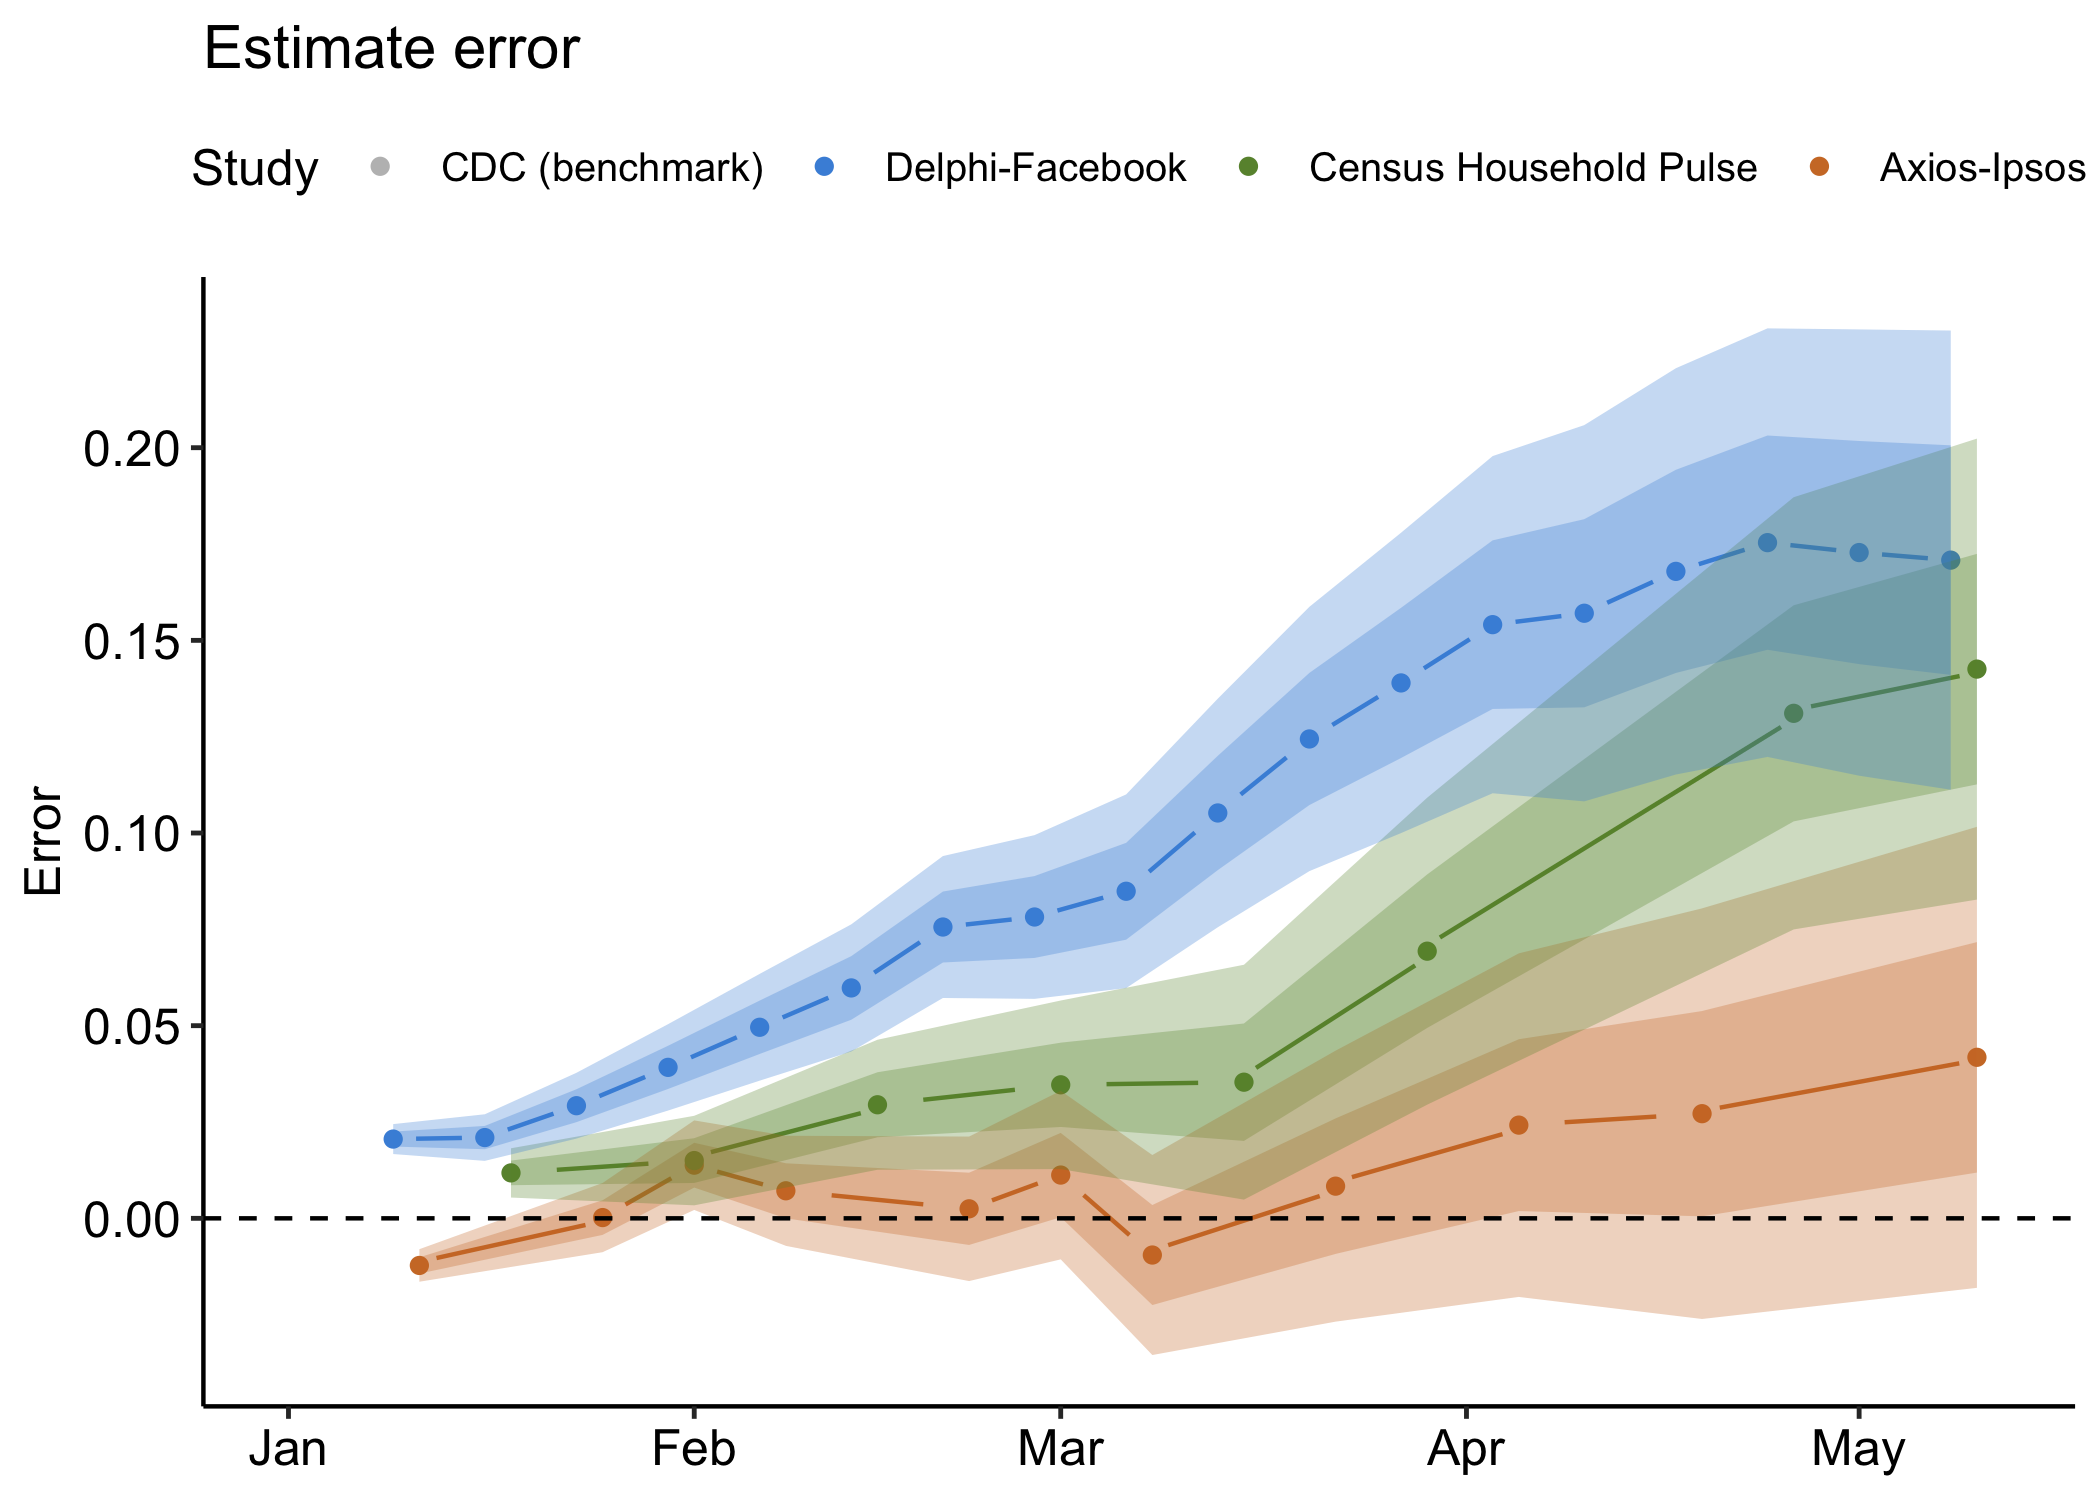 Estimate error
Study CDC (benchmark) Delphi-Facebook Census Household Pulse Axios-Ipsos
Error
0.20
0.15
0.10
0.05
0.00
Jan Feb Mar Apr May